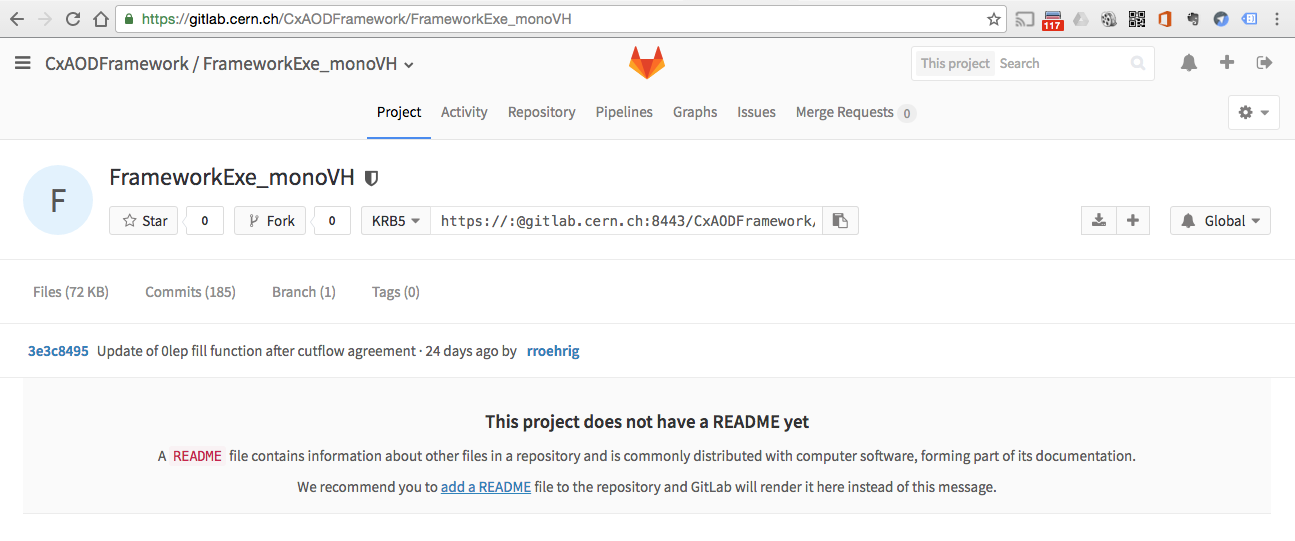 https://gitlab.cern.ch/CxAODFramework/FrameworkExe_monoVH
117
CxAODFramework / FrameworkExe_monoVH
This project Search
Project Activity Repository Pipelines Graphs Issues Merge Requests 0
F
FrameworkExe_monoVH
Star 0 Fork 0 KRB5 https://:@gitlab.cern.ch:8443/CxAODFramework/ Global
Files (72 KB) Commits (185) Branch (1) Tags (0)
3e3c8495 Update of 0lep fill function after cutflow agreement · 24 days ago by rroehrig
This project does not have a README yet
A README file contains information about other files in a repository and is commonly distributed with computer software, forming part of its documentation.
We recommend you to add a README file to the repository and GitLab will render it here instead of this message.